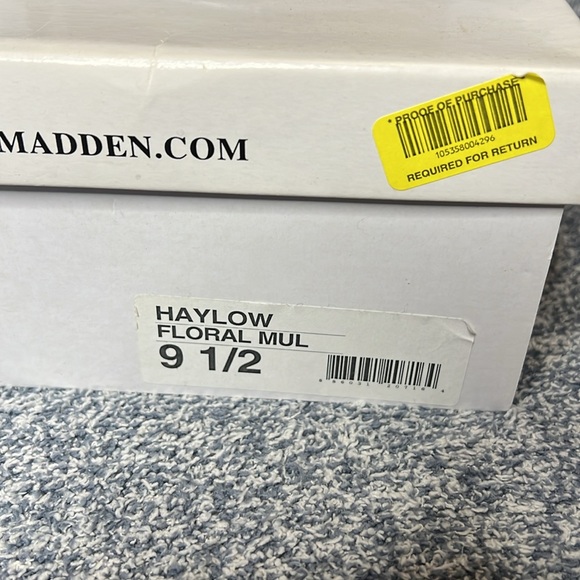 MADDEN.COM
* PROOF OF PURCHASE
105358004296
REQUIRED FOR RETURN
HAYLOW
FLORAL MUL
9 1/2